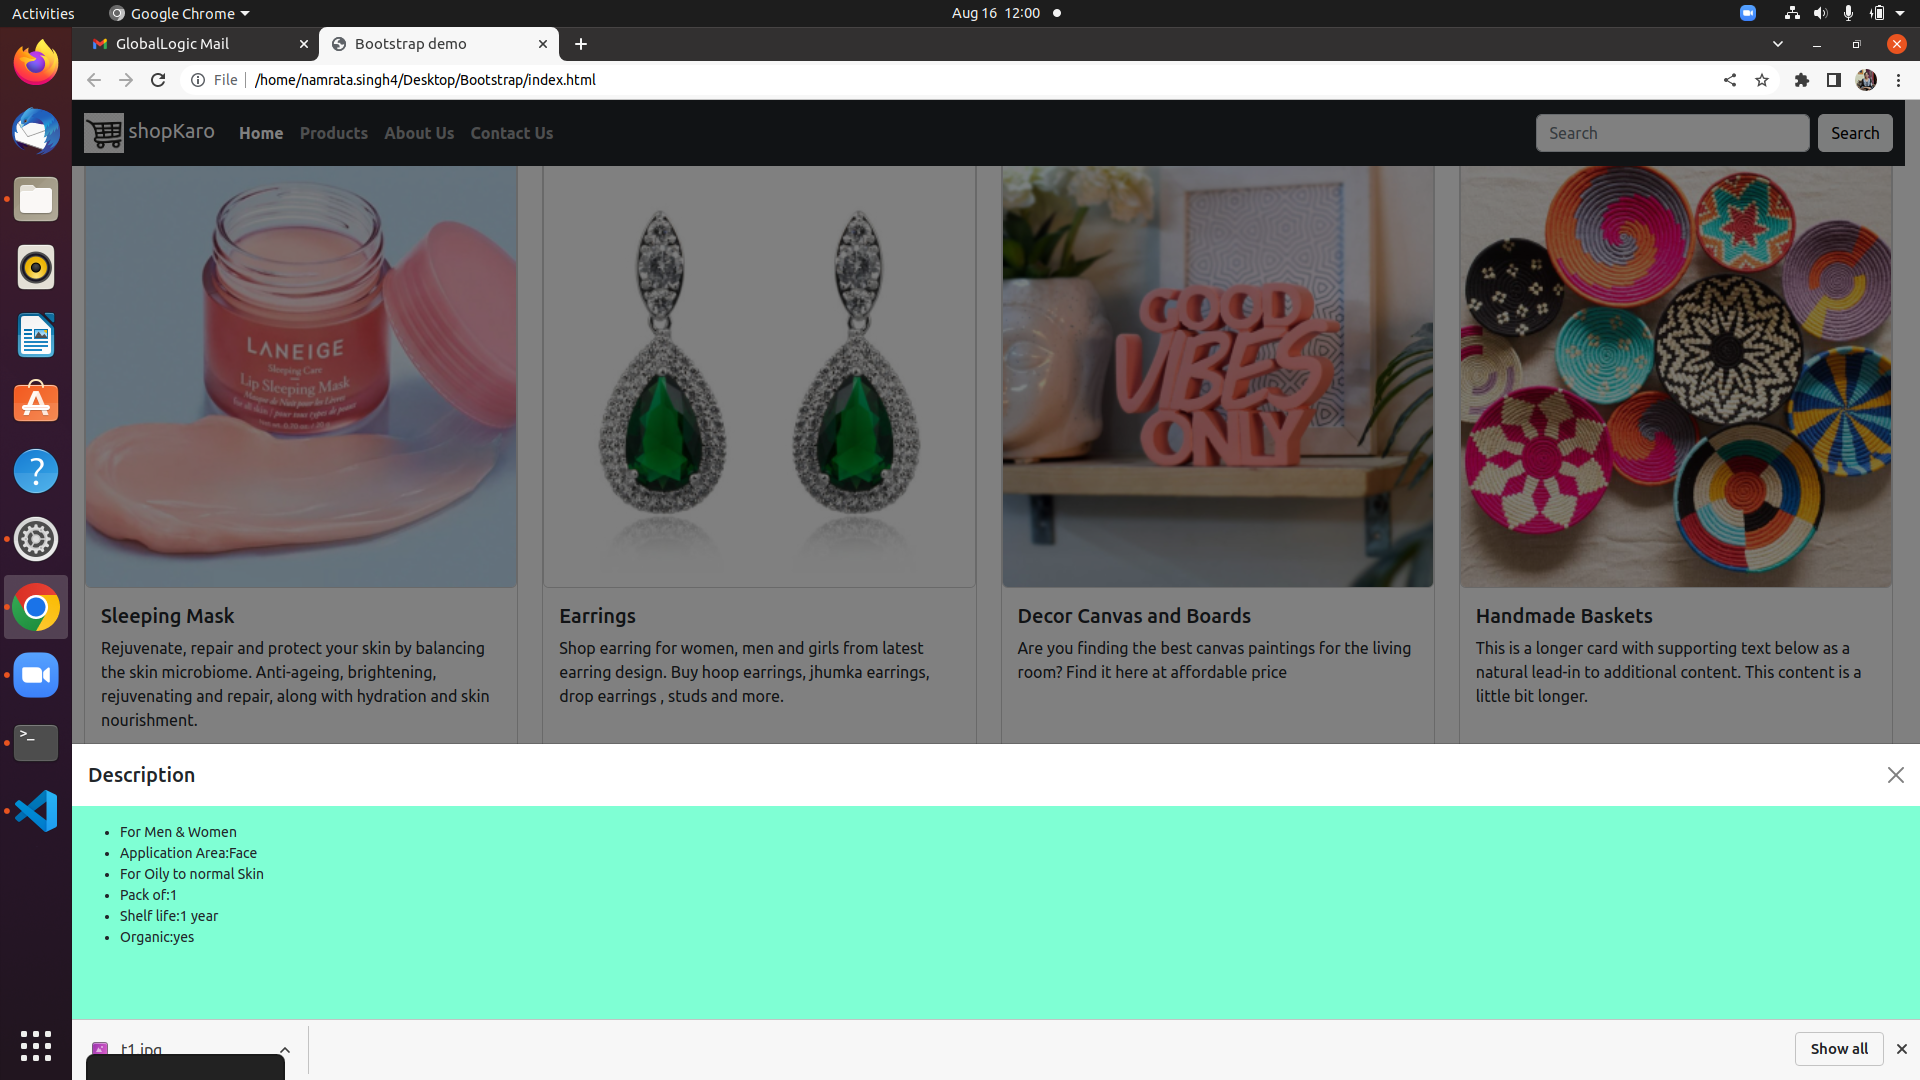 Activities
Google Chrome
Aug 16 12:00
GlobalLogic Mail
Bootstrap demo
File
/home/namrata.singh4/Desktop/Bootstrap/index.html
shopKaro
Home
Products
About Us
Contact Us
Search
Search
LANEIGE
Sleeping Care
Lip Sleeping Mask
GOOD
VIBES
ONLY
Sleeping Mask
Rejuvenate, repair and protect your skin by balancing
the skin microbiome. Anti-ageing, brightening,
rejuvenating and repair, along with hydration and skin
nourishment.
Earrings
Shop earring for women, men and girls from latest
earring design. Buy hoop earrings, jhumka earrings,
drop earrings , studs and more.
Decor Canvas and Boards
Are you finding the best canvas paintings for the living
room? Find it here at affordable price
Handmade Baskets
This is a longer card with supporting text below as a
natural lead-in to additional content. This content is a
little bit longer.
Description
For Men & Women
Application Area:Face
For Oily to normal Skin
Pack of:1
Shelf life:1 year
Organic:yes
t1.jpg
Show all